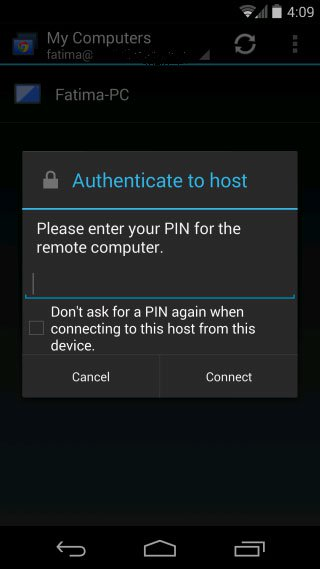 4:09
My Computers
fatima@
Fatima-PC
Authenticate to host
Please enter your PIN for the
remote computer.
Don't ask for a PIN again when
connecting to this host from this
device.
Cancel
Connect